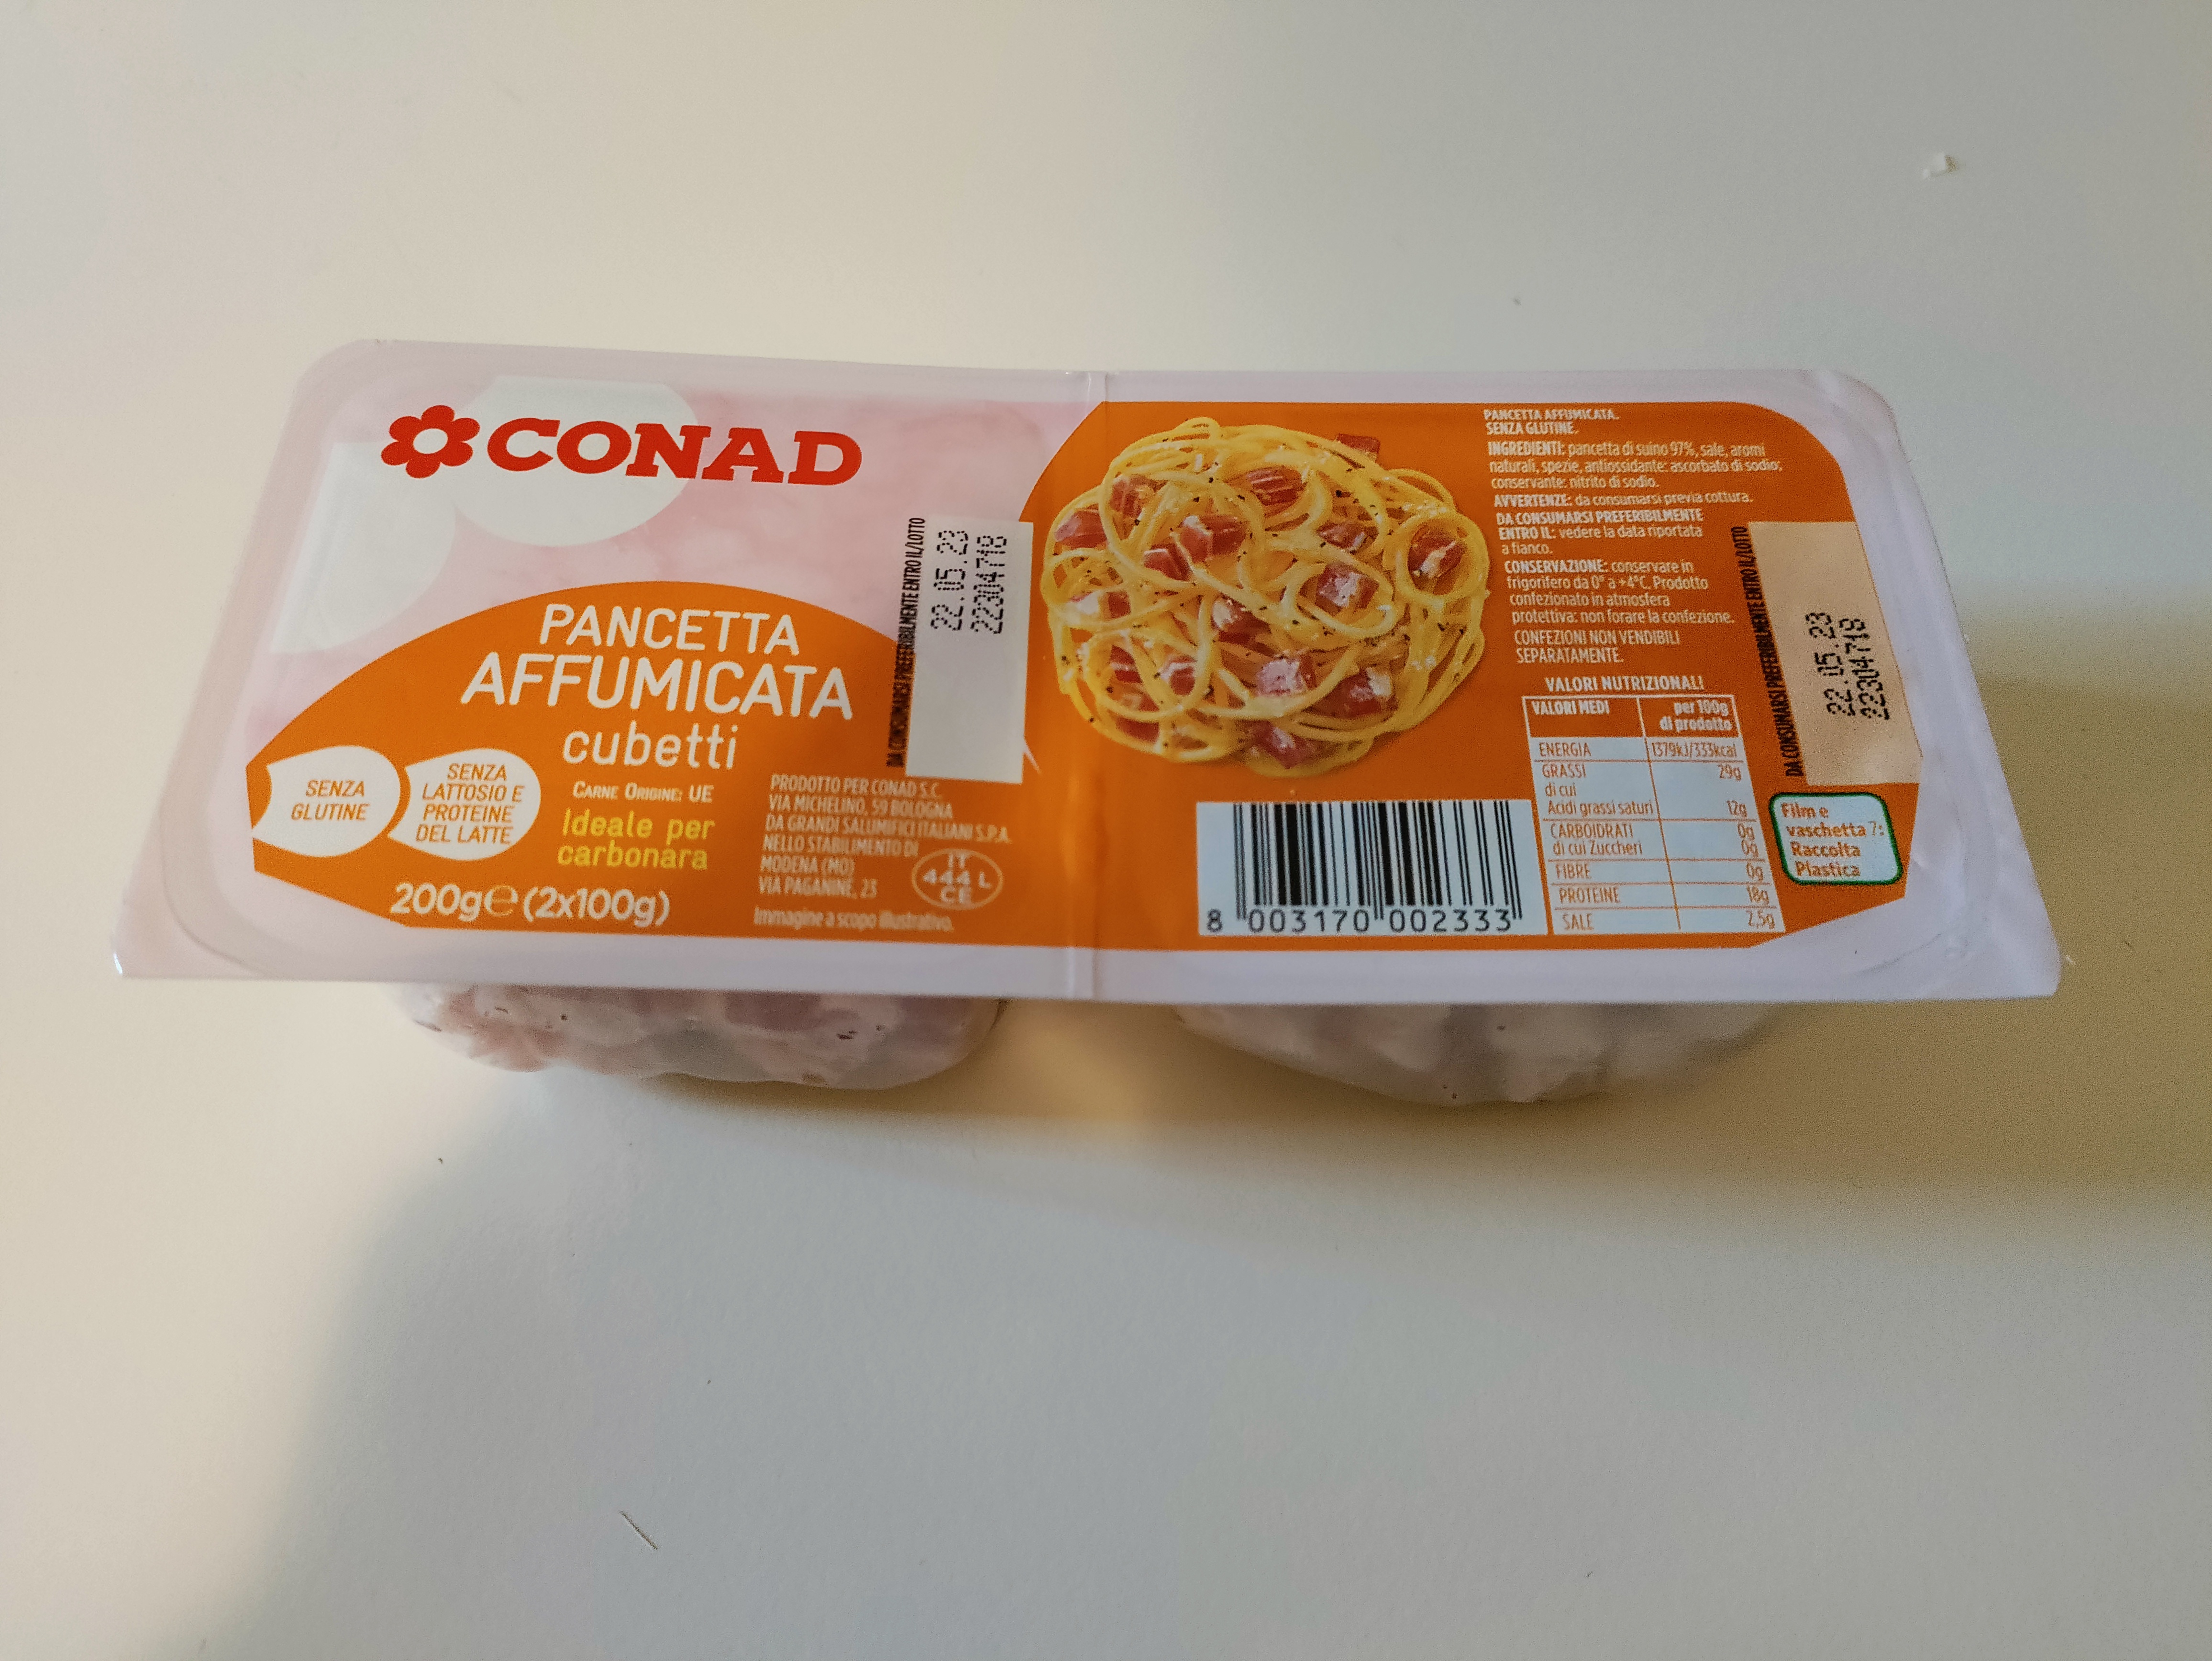 CONAD
PANCETTA
AFFUMICATA
cubetti
CARNE ORIGINE: UE
Ideale per
carbonara
SENZA
GLUTINE
SENZA
LATTOSIO E
PROTEINE
DEL LATTE
200g℮(2x100g)
PRODOTTO PER CONAD S.C.
VIA MICHELINO, 59 BOLOGNA
DA GRANDI SALUMIFICI ITALIANI S.P.A.
NELLO STABILIMENTO DI
MODENA (MO)
VIA PAGANINE, 23
Immagine a scopo illustrativo.
IT
444 L
CE
DA CONSUMARSI PREFERIBILMENTE ENTRO IL/LOTTO
22.05.23
22304718
PANCETTA AFFUMICATA.
SENZA GLUTINE.
INGREDIENTI: pancetta di suino 97%, sale, aromi
naturali, spezie, antiossidante: ascorbato di sodio;
conservante: nitrito di sodio.
AVVERTENZE: da consumarsi previa cottura.
DA CONSUMARSI PREFERIBILMENTE
ENTRO IL: vedere la data riportata
a fianco.
CONSERVAZIONE: conservare in
frigorifero da 0° a +4°C. Prodotto
confezionato in atmosfera
protettiva: non forare la confezione.
CONFEZIONI NON VENDIBILI
SEPARATAMENTE.
VALORI NUTRIZIONALI
VALORI MEDI per 100g
di prodotto
ENERGIA 1379kJ/333kcal
GRASSI 29g
di cui
Acidi grassi saturi 12g
CARBOIDRATI 0g
di cui Zuccheri 0g
FIBRE 0g
PROTEINE 18g
SALE 2,5g
8 003170 002333
DA CONSUMARSI PREFERIBILMENTE ENTRO IL/LOTTO
22.05.23
22304718
Film e
vaschetta 7:
Raccolta
Plastica